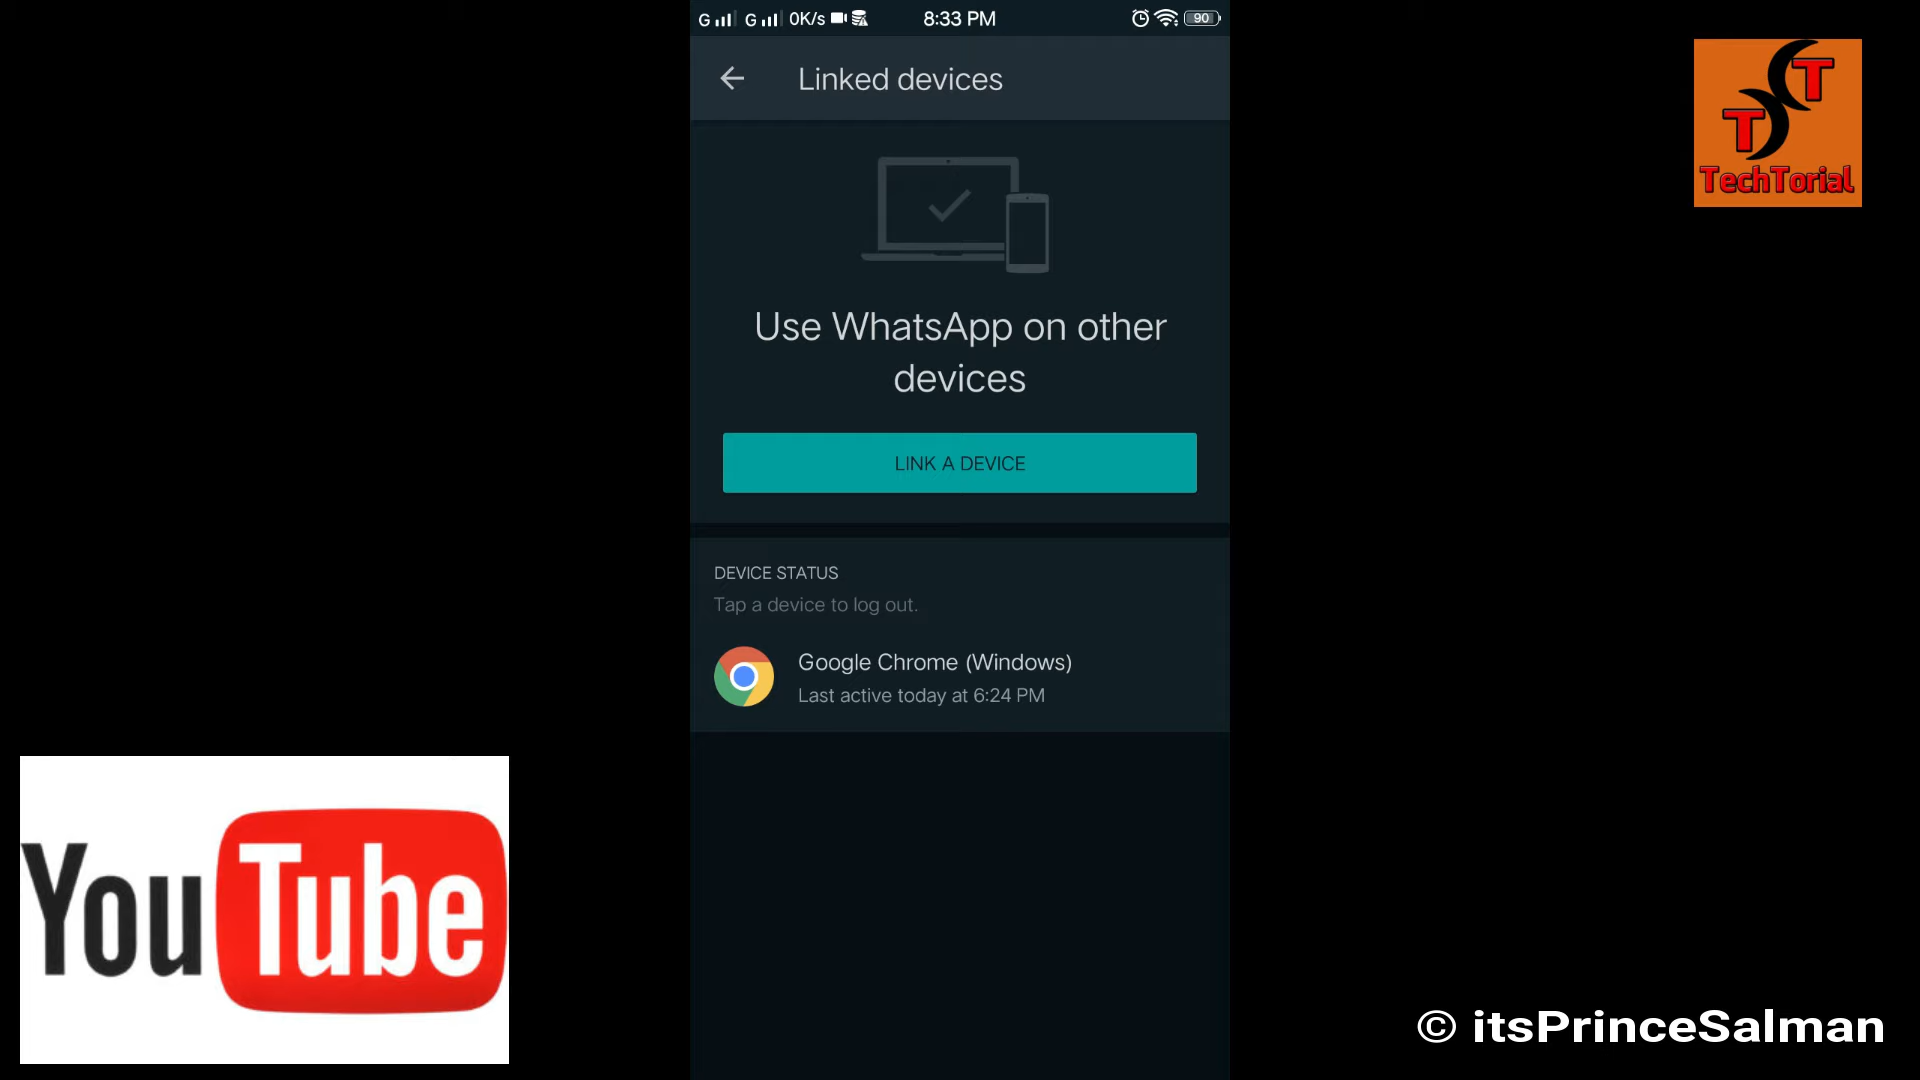 G G 0K/s 8:33 PM 90
Linked devices
T
T
TechTorial
Use WhatsApp on other
devices
LINK A DEVICE
DEVICE STATUS
Tap a device to log out.
Google Chrome (Windows)
Last active today at 6:24 PM
YouTube
© itsPrinceSalman